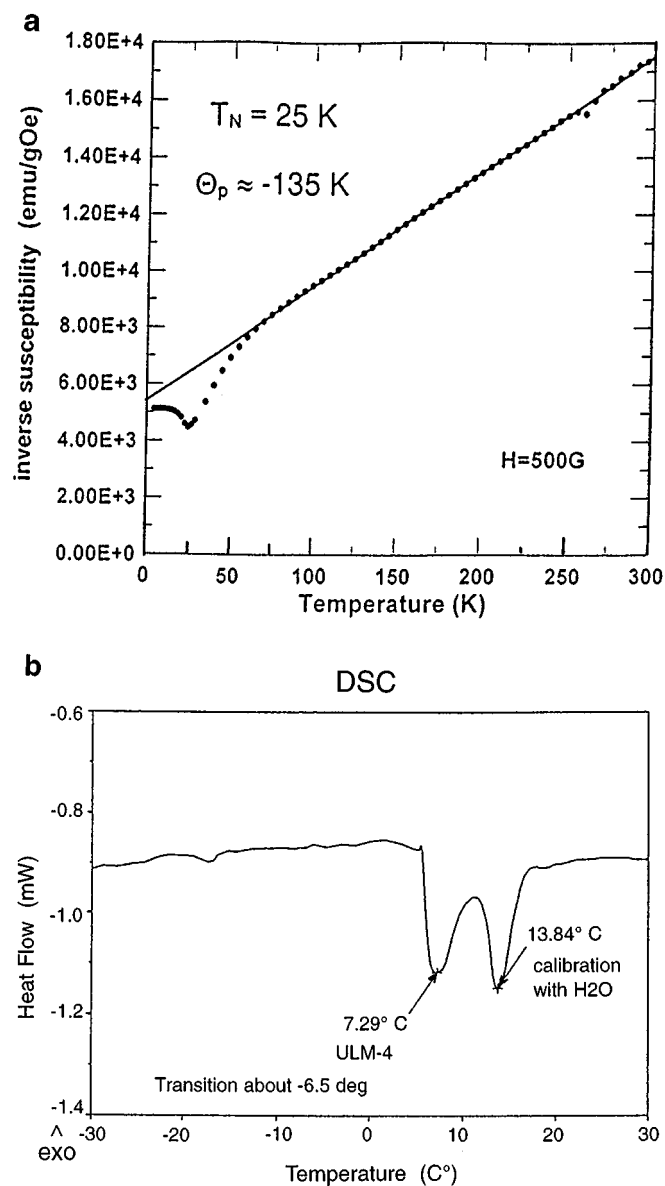 a
1.80E+4
1.60E+4
1.40E+4
1.20E+4
1.00E+4
8.00E+3
6.00E+3
4.00E+3
2.00E+3
0.00E+0
inverse susceptibility (emu/gOe)
T_N = 25 K
Θ_p ≈ -135 K
H=500G
0 50 100 150 200 250 300
Temperature (K)
b
DSC
-0.6
-0.8
-1.0
-1.2
-1.4
Heat Flow (mW)
13.84° C
calibration
with H2O
7.29° C
ULM-4
Transition about -6.5 deg
^
exo
-30 -20 -10 0 10 20 30
Temperature (C°)